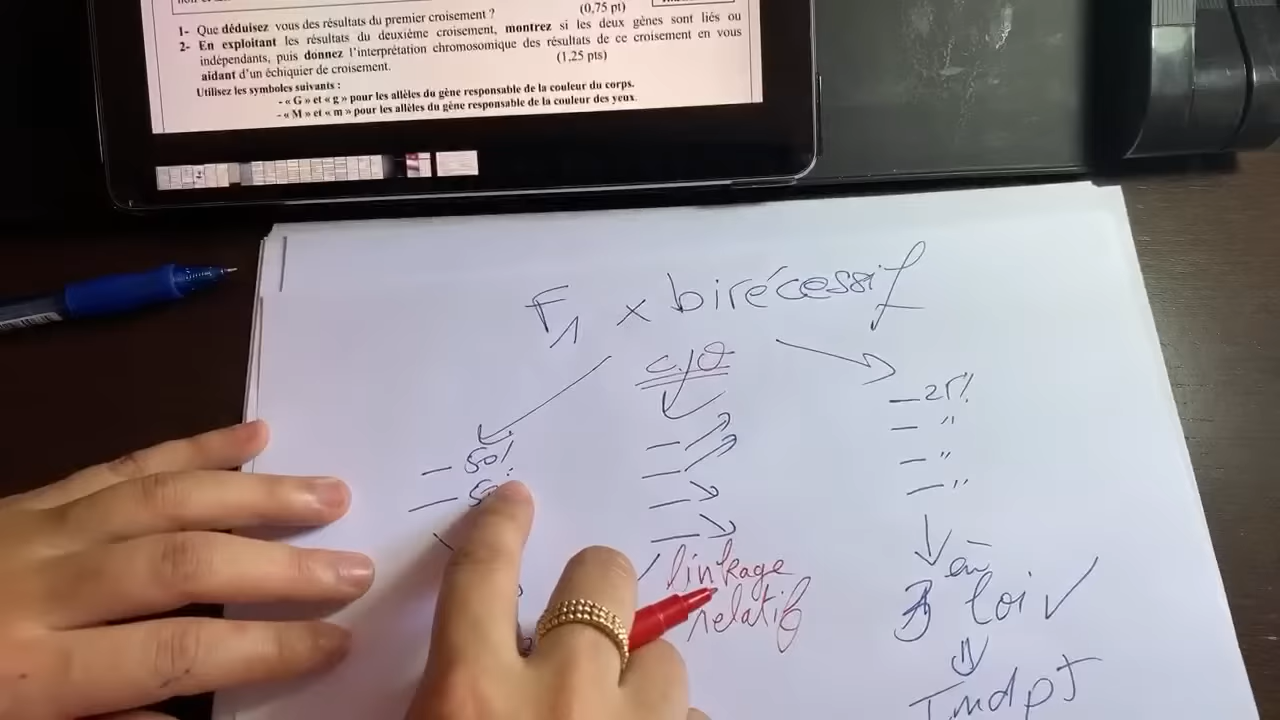 (0,75 pt)
1- Que déduisez vous des résultats du premier croisement ?
2- En exploitant les résultats du deuxième croisement, montrez si les deux gènes sont liés ou
indépendants, puis donnez l'interprétation chromosomique des résultats de ce croisement en vous
aidant d'un échiquier de croisement.
(1,25 pts)
Utilisez les symboles suivants :
- « G » et « g » pour les allèles du gène responsable de la couleur du corps.
- « M » et « m » pour les allèles du gène responsable de la couleur des yeux.
F1 x birécessif
C/O
— 50%
— 25%
— "
— "
— "
linkage
relatif
3 èm loi ✓
Indpt